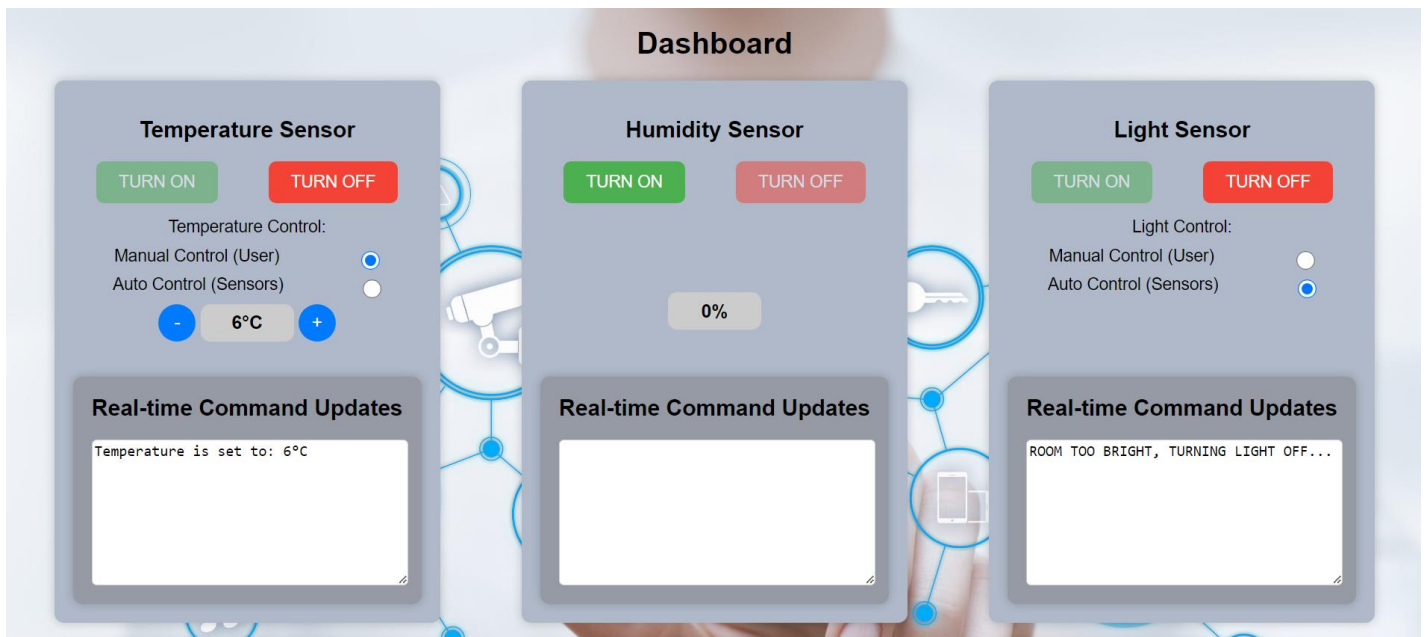 Dashboard
Temperature Sensor
TURN ON TURN OFF
Temperature Control:
Manual Control (User)
Auto Control (Sensors)
- 6°C +
Real-time Command Updates
Temperature is set to: 6°C
Humidity Sensor
TURN ON TURN OFF
0%
Real-time Command Updates
Light Sensor
TURN ON TURN OFF
Light Control:
Manual Control (User)
Auto Control (Sensors)
Real-time Command Updates
ROOM TOO BRIGHT, TURNING LIGHT OFF...